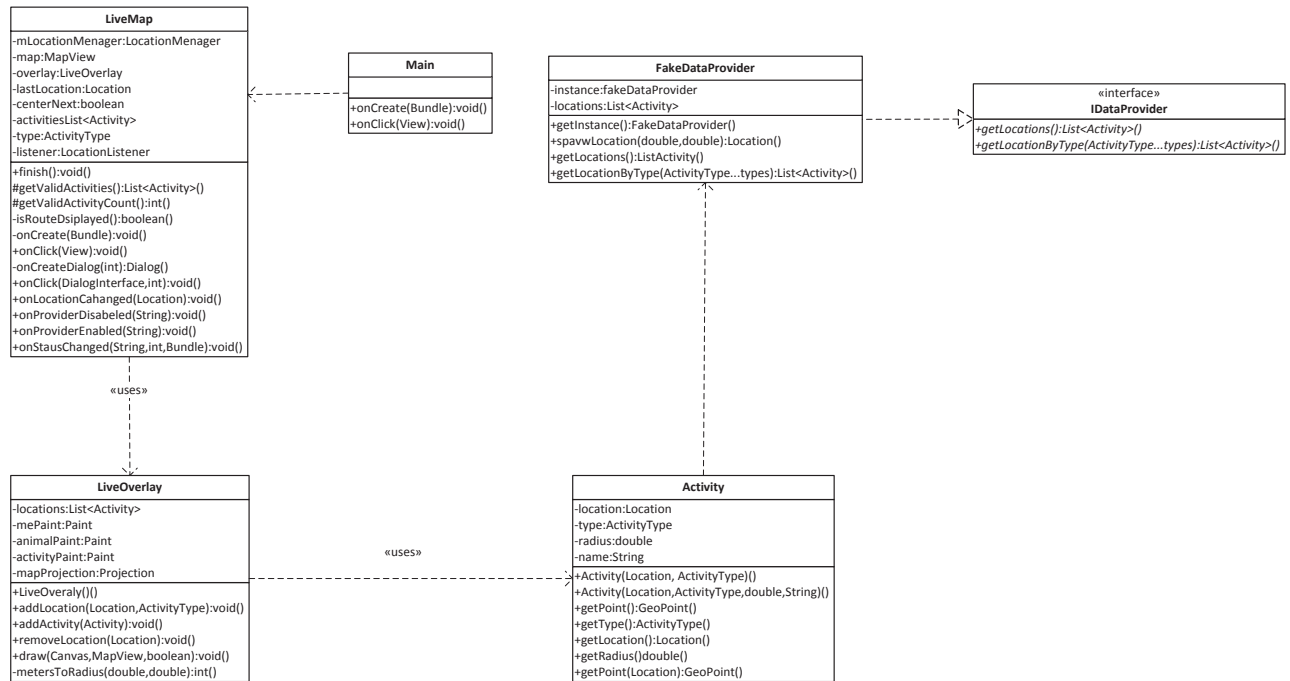 LiveMap
-mLocationMenager:LocationMenager
-map:MapView
-overlay:LiveOverlay
-lastLocation:Location
-centerNext:boolean
-activitiesList<Activity>
-type:ActivityType
-listener:LocationListener
+finish():void()
#getValidActivities():List<Activity>()
#getValidActivityCount():int()
-isRouteDsiplayed():boolean()
-onCreate(Bundle):void()
+onClick(View):void()
-onCreateDialog(int):Dialog()
+onClick(DialogInterface,int):void()
+onLocationCahanged(Location):void()
+onProviderDisabeled(String):void()
+onProviderEnabled(String):void()
+onStausChanged(String,int,Bundle):void()
Main
+onCreate(Bundle):void()
+onClick(View):void()
FakeDataProvider
-instance:fakeDataProvider
-locations:List<Activity>
+getInstance():FakeDataProvider()
+spavwLocation(double,double):Location()
+getLocations():ListActivity()
+getLocationByType(ActivityType...types):List<Activity>()
«interface»
IDataProvider
+getLocations():List<Activity>()
+getLocationByType(ActivityType...types):List<Activity>()
«uses»
LiveOverlay
-locations:List<Activity>
-mePaint:Paint
-animalPaint:Paint
-activityPaint:Paint
-mapProjection:Projection
+LiveOveraly()()
+addLocation(Location,ActivityType):void()
+addActivity(Activity):void()
+removeLocation(Location):void()
+draw(Canvas,MapView,boolean):void()
-metersToRadius(double,double):int()
«uses»
Activity
-location:Location
-type:ActivityType
-radius:double
-name:String
+Activity(Location, ActivityType)()
+Activity(Location,ActivityType,double,String)()
+getPoint():GeoPoint()
+getType():ActivityType()
+getLocation():Location()
+getRadius()double()
+getPoint(Location):GeoPoint()